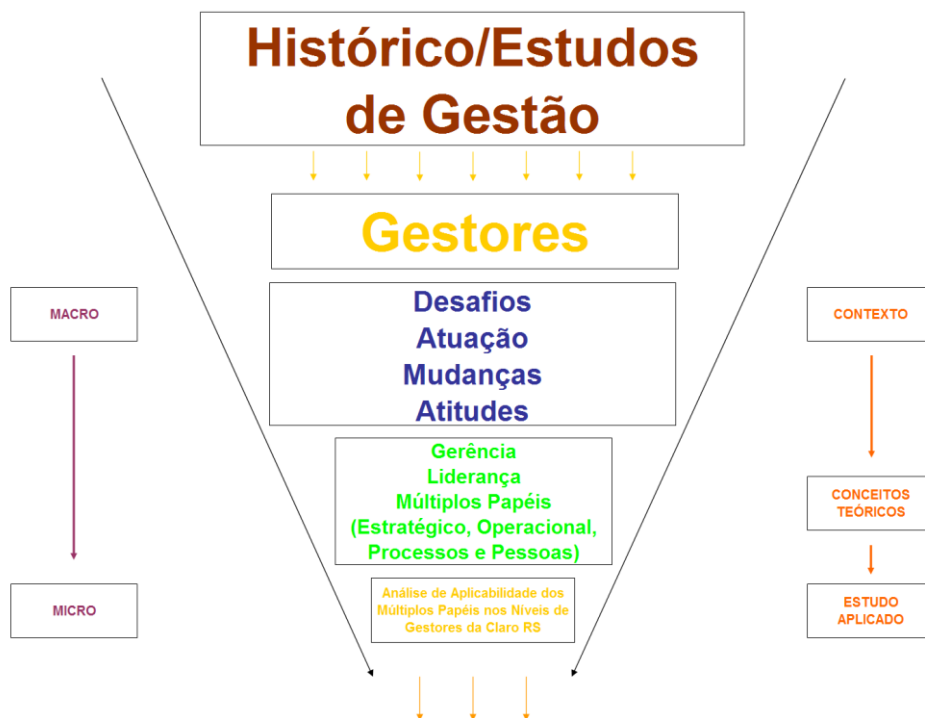 Histórico/Estudos
de Gestão
Gestores
Desafios
Atuação
Mudanças
Atitudes
MACRO
CONTEXTO
Gerência
Liderança
Múltiplos Papéis
(Estratégico, Operacional,
Processos e Pessoas)
CONCEITOS
TEÓRICOS
MICRO
Análise de Aplicabilidade dos
Múltiplos Papéis nos Níveis de
Gestores da Claro RS
ESTUDO
APLICADO